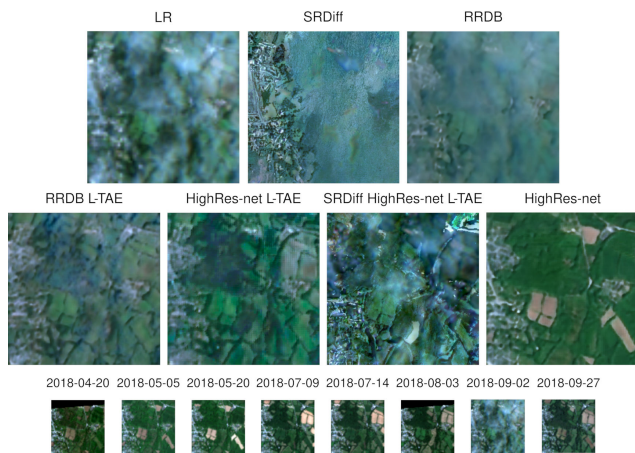 LR SRDiff RRDB
RRDB L-TAE HighRes-net L-TAE SRDiff HighRes-net L-TAE HighRes-net
2018-04-20 2018-05-05 2018-05-20 2018-07-09 2018-07-14 2018-08-03 2018-09-02 2018-09-27